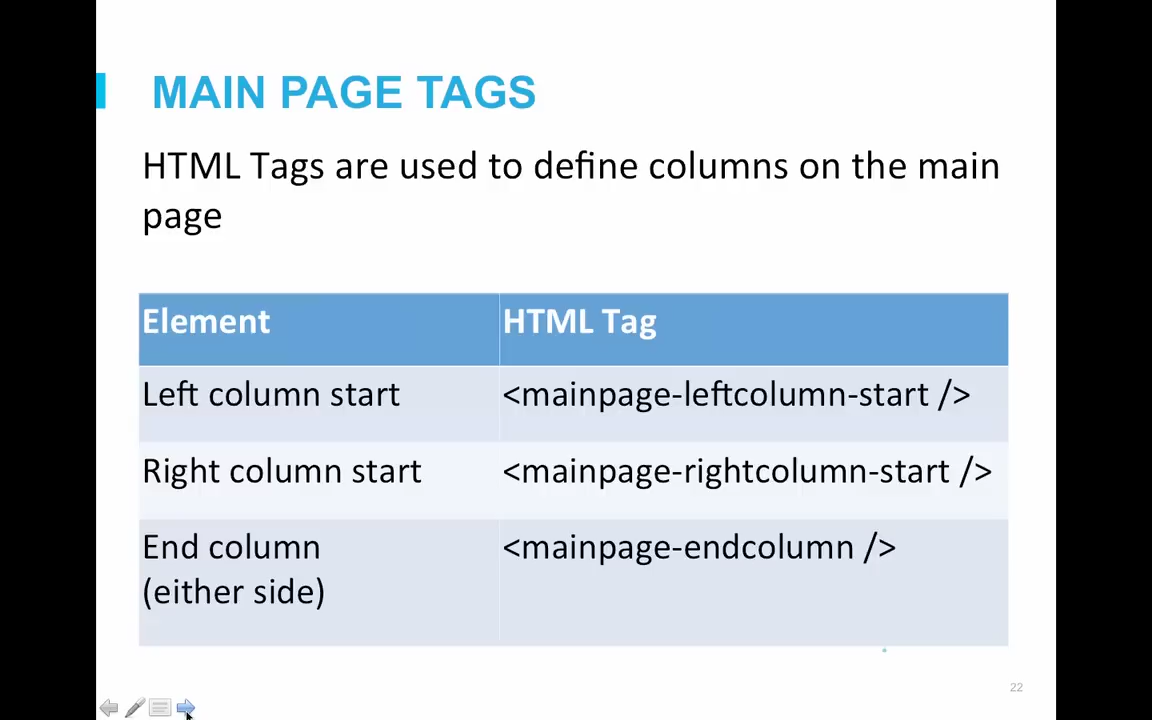 MAIN PAGE TAGS
HTML Tags are used to define columns on the main
page
Element HTML Tag
Left column start <mainpage-leftcolumn-start />
Right column start <mainpage-rightcolumn-start />
End column <mainpage-endcolumn />
(either side)
22